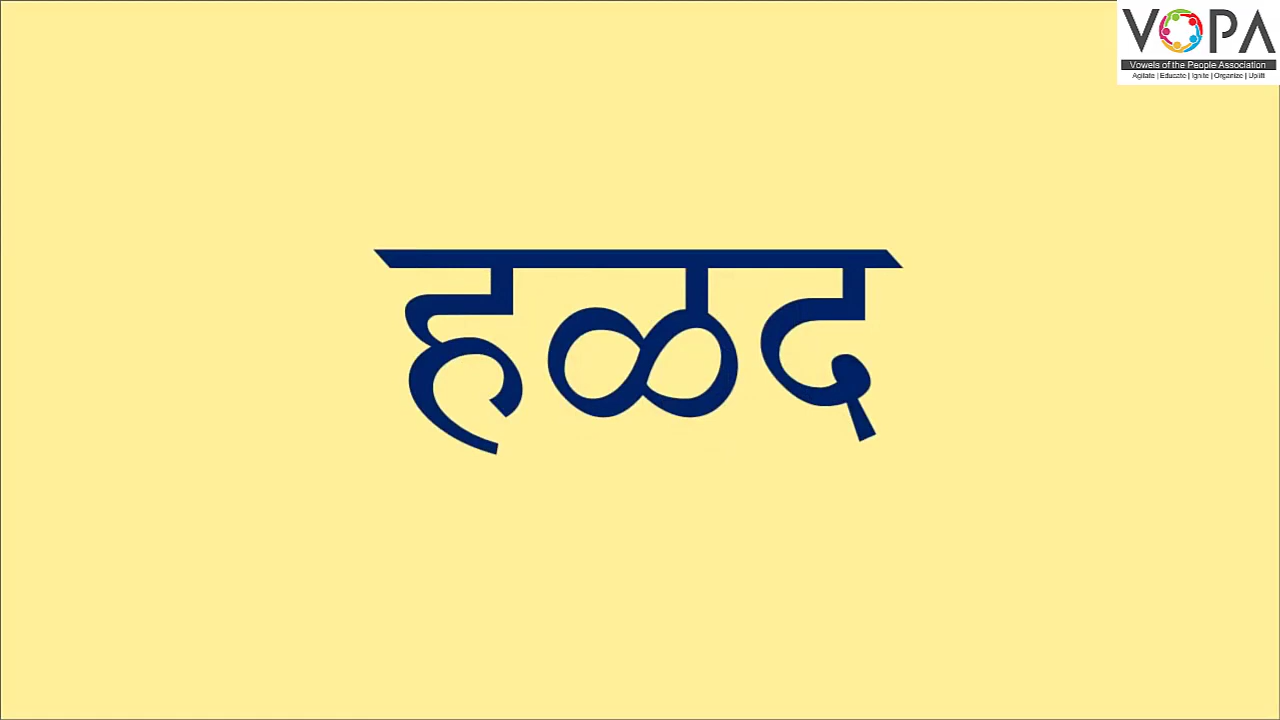 VOPA
Vowels of the People Association
Agitate | Educate | Ignite | Organize | Uplift
हळद